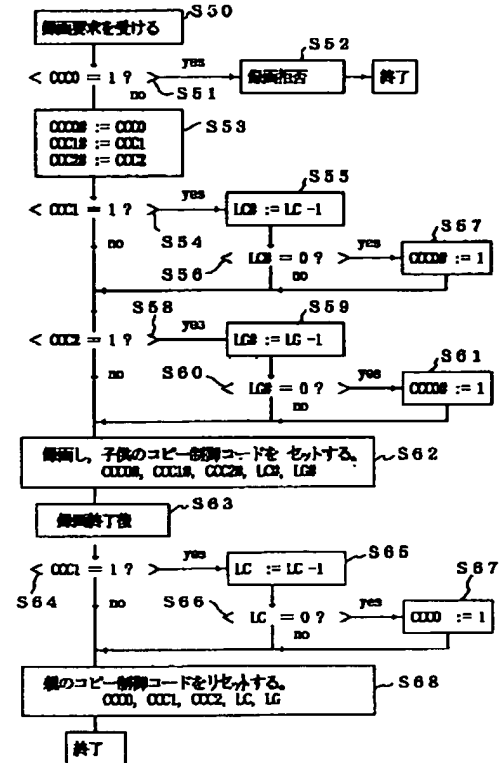 S50
録画要求を受ける
< CCC0 = 1 ? > yes
S51
no
S52
録画拒否
終了
S53
CCC0# := CCC0
CCC1# := CCC1
CCC2# := CCC2
< CCC1 = 1 ? > yes
S54
no
S55
LC# := LC -1
S56 < LC# = 0 ? > yes
no
S57
CCC0# := 1
S58
< CCC2 = 1 ? > yes
no
S59
LG# := LG -1
S60 < LG# = 0 ? > yes
no
S61
CCC0# := 1
録画し, 子供のコピー制御コードを セットする。
CCC0#, CCC1#, CCC2#, LC#, LG#
S62
S63
録画終了後
< CCC1 = 1 ? > yes
S64
no
S65
LC := LC -1
S66 < LC = 0 ? > yes
no
S67
CCC0 := 1
親のコピー制御コードをリセットする。
CCC0, CCC1, CCC2, LC, LG
S68
終了